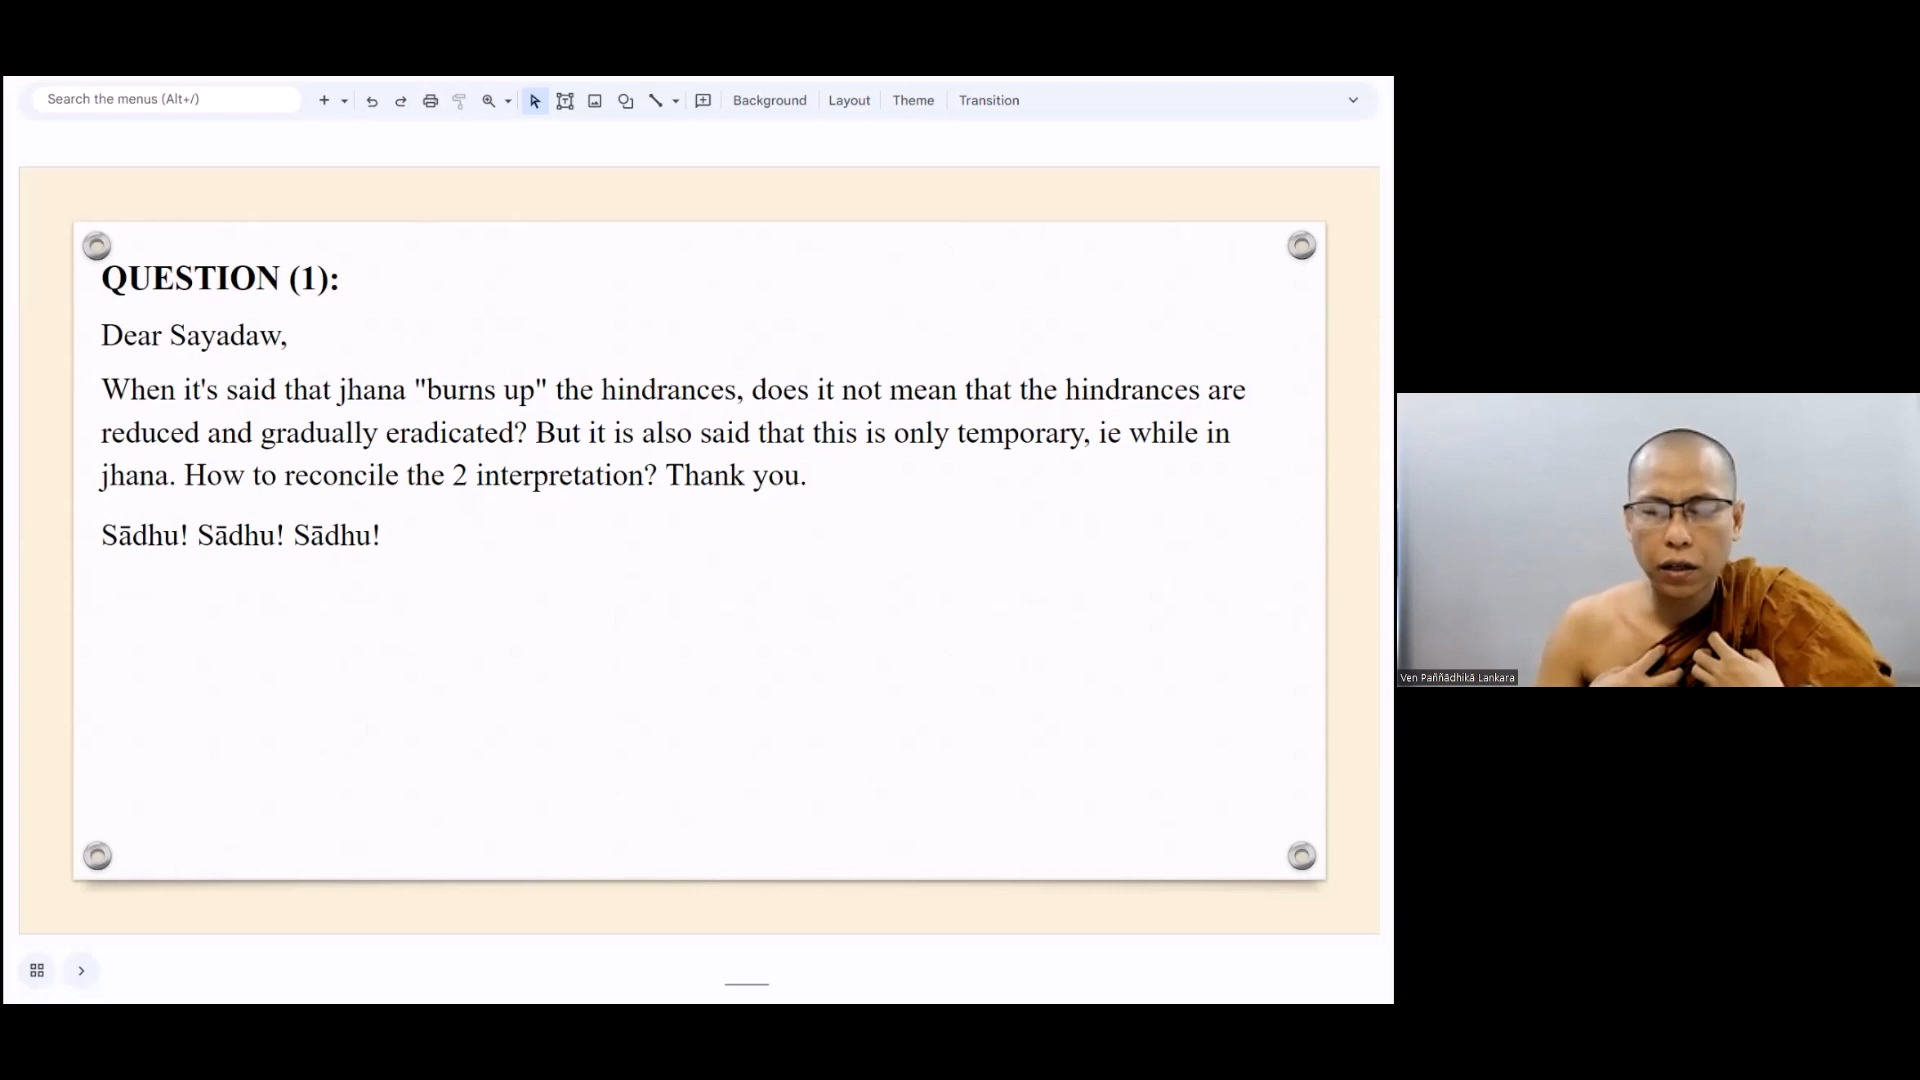 Search the menus (Alt+/)
Background
Layout
Theme
Transition
QUESTION (1):
Dear Sayadaw,
When it's said that jhana "burns up" the hindrances, does it not mean that the hindrances are
reduced and gradually eradicated? But it is also said that this is only temporary, ie while in
jhana. How to reconcile the 2 interpretation? Thank you.
Sādhu! Sādhu! Sādhu!
Ven Paññādhikā Lankara